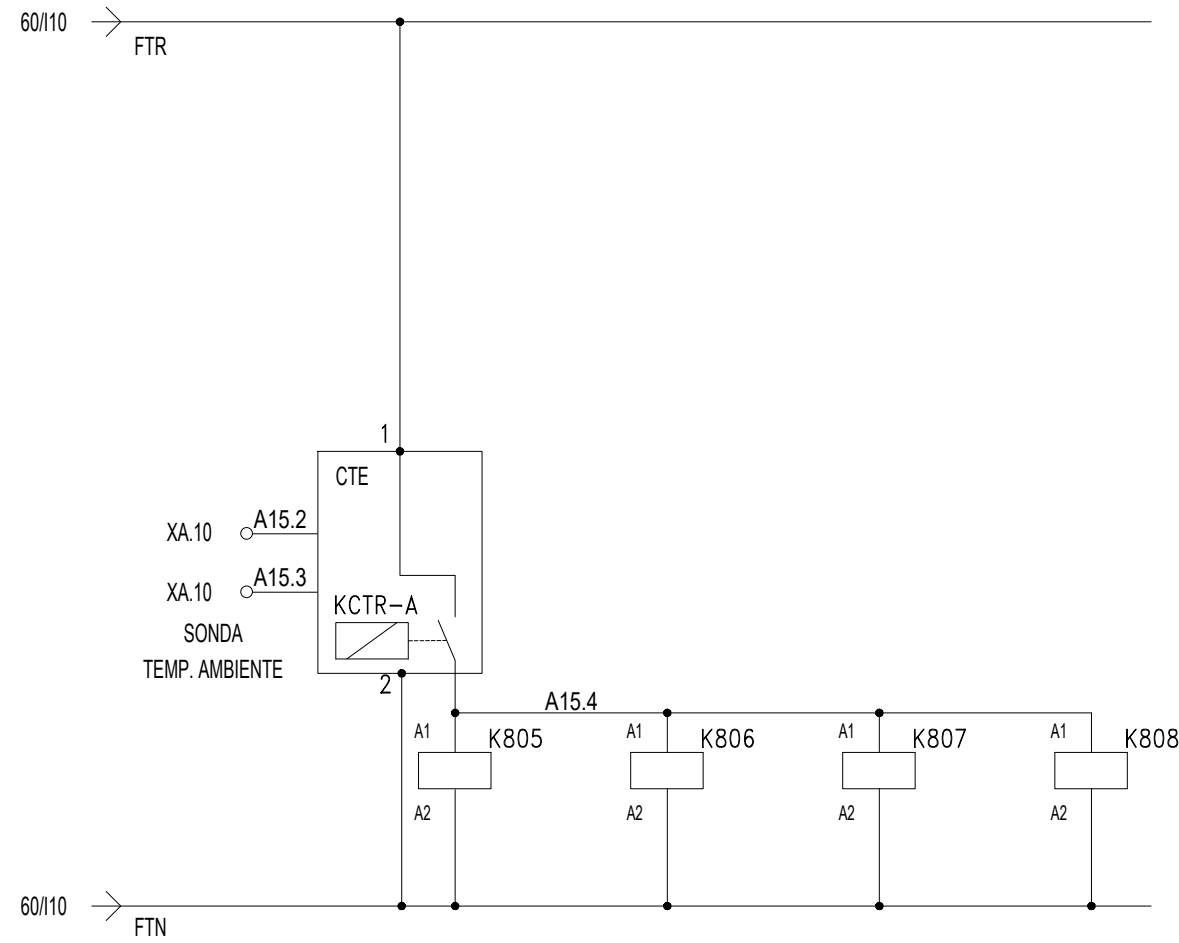 60/I10
FTR
1
CTE
XA.10
A15.2
XA.10
A15.3
KCTR-A
SONDA
TEMP. AMBIENTE
2
A15.4
A1
K805
A1
K806
A1
K807
A1
K808
A2
A2
A2
A2
60/I10
FTN